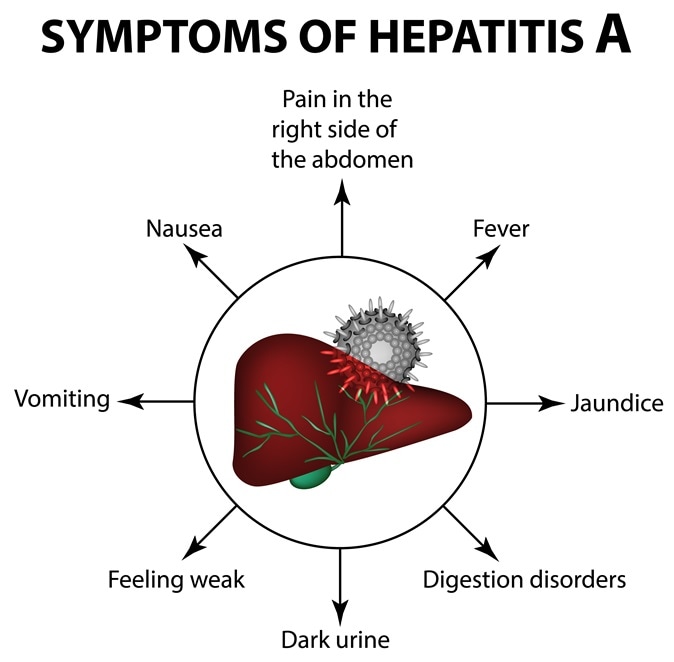 SYMPTOMS OF HEPATITIS A
Pain in the
right side of
the abdomen
Nausea
Fever
Vomiting
Jaundice
Feeling weak
Digestion disorders
Dark urine